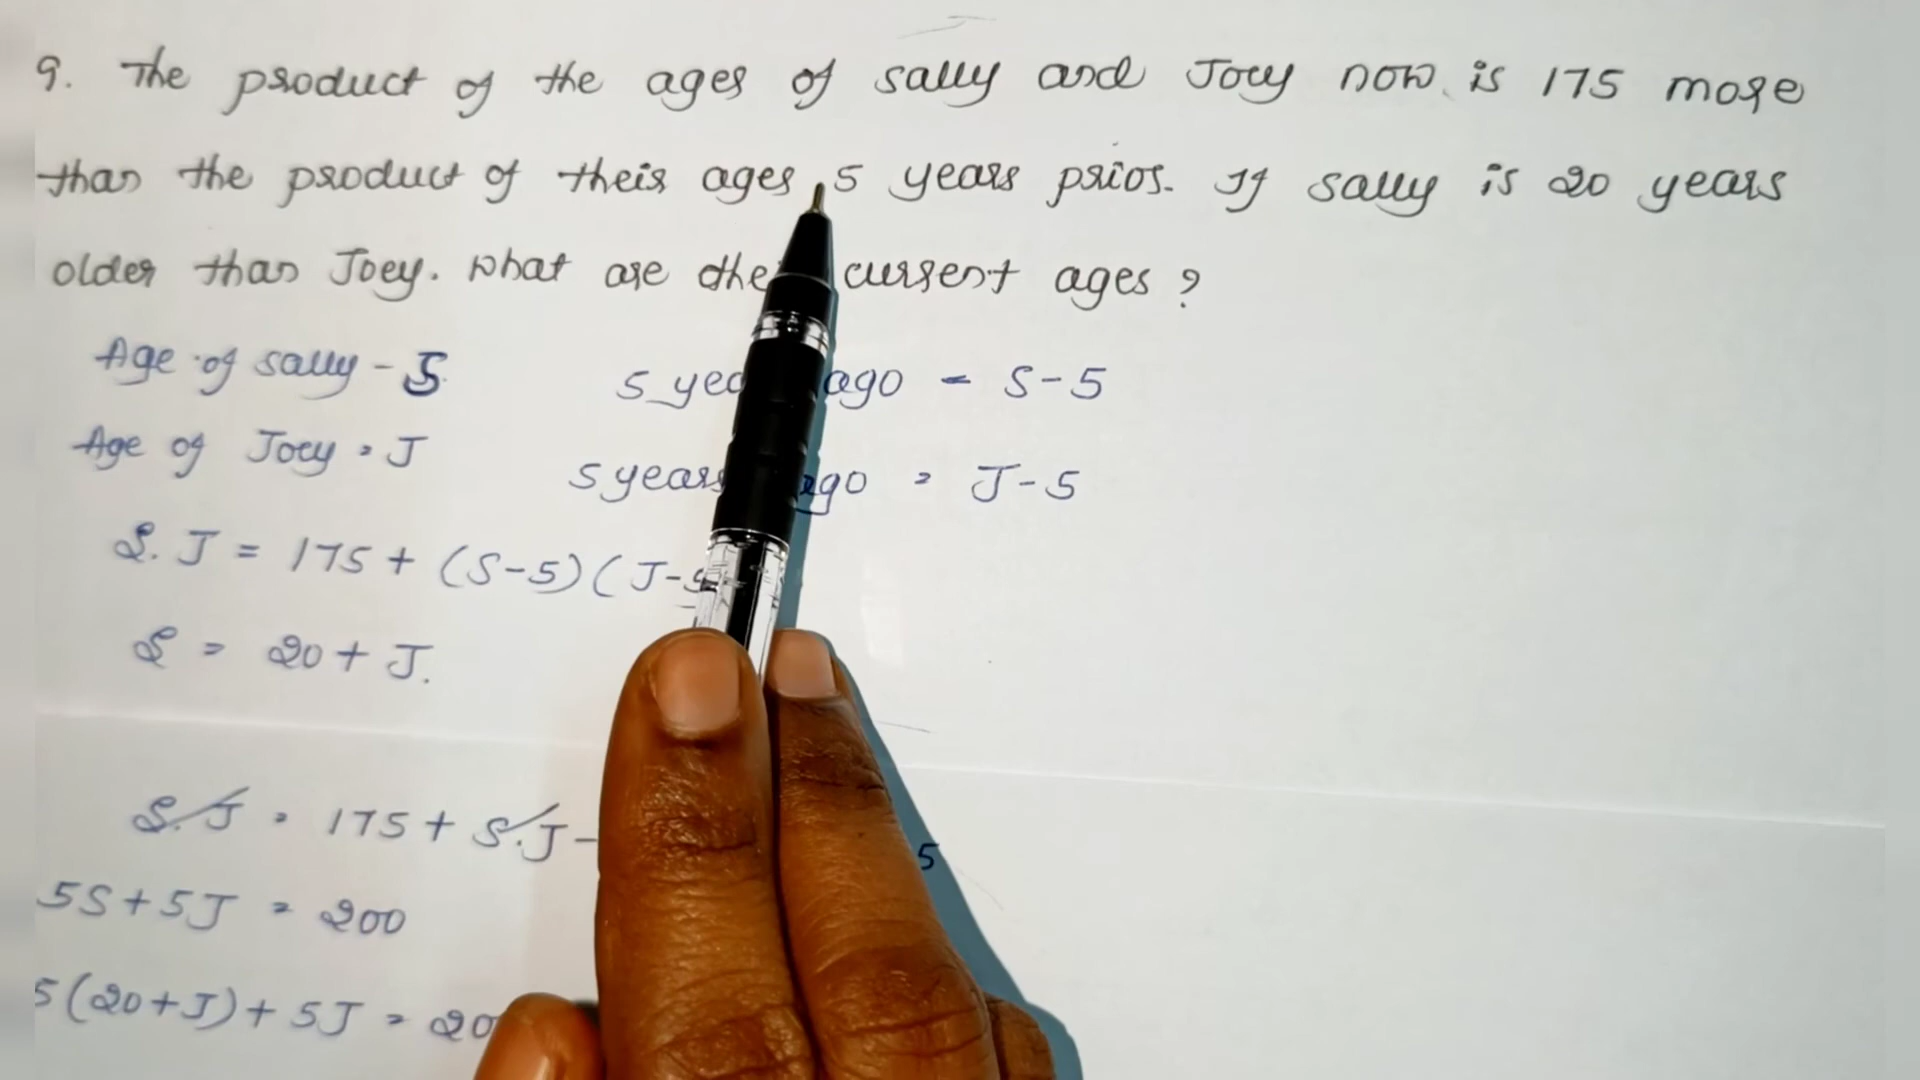 9. The product of the ages of sally and Joey now is 175 more
than the product of their ages 5 years prior. If sally is 20 years
older than Joey. what are the current ages?
Age of sally - S
5 ago - S-5
Age of Joey = J
5 years ago = J-5
S.J = 175 + (S-5)(J-5
S = 20 + J.
S.J = 175 + S.J -
5
5S + 5J = 200
5(20+J) + 5J = 20